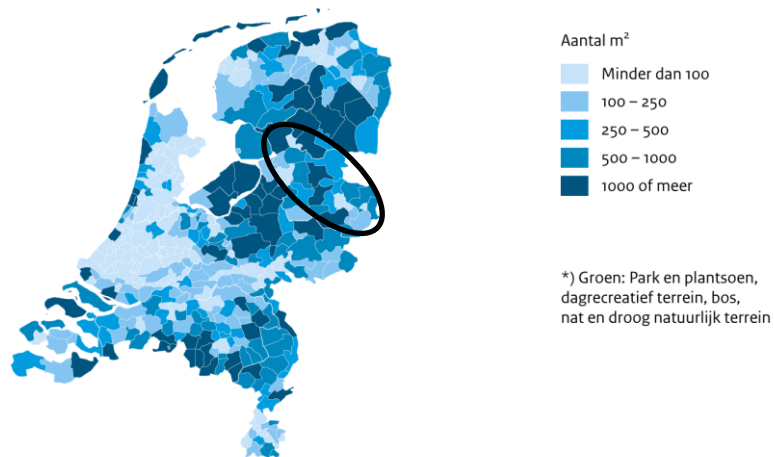 Aantal m²
Minder dan 100
100 – 250
250 – 500
500 – 1000
1000 of meer
*) Groen: Park en plantsoen,
dagrecreatief terrein, bos,
nat en droog natuurlijk terrein